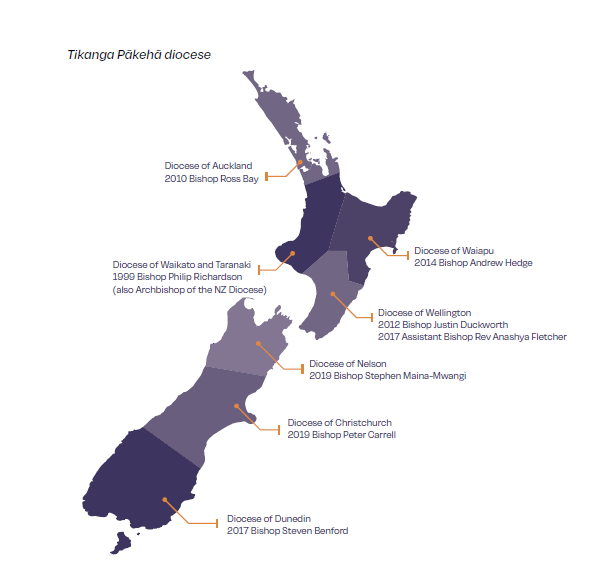 Tikanga Pākehā diocese
Diocese of Auckland
2010 Bishop Ross Bay
Diocese of Waiapu
2014 Bishop Andrew Hedge
Diocese of Waikato and Taranaki
1999 Bishop Philip Richardson
(also Archbishop of the NZ Diocese)
Diocese of Wellington
2012 Bishop Justin Duckworth
2017 Assistant Bishop Rev Anashya Fletcher
Diocese of Nelson
2019 Bishop Stephen Maina-Mwangi
Diocese of Christchurch
2019 Bishop Peter Carrell
Diocese of Dunedin
2017 Bishop Steven Benford